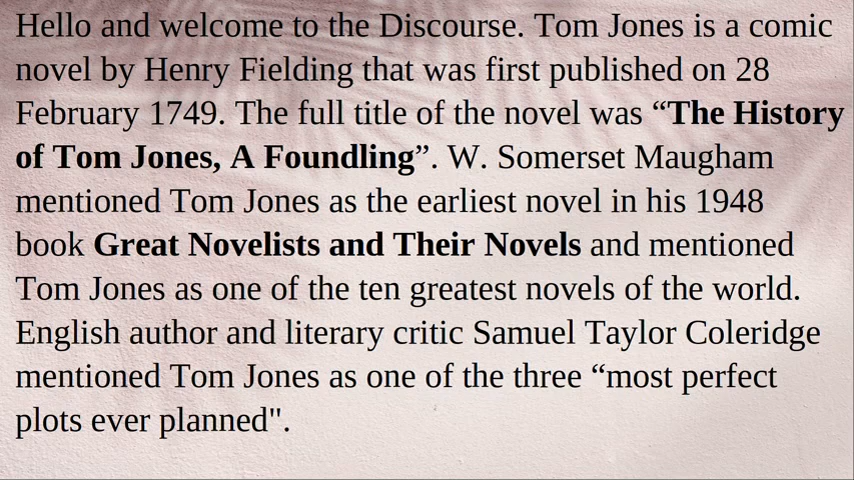 Hello and welcome to the Discourse. Tom Jones is a comic
novel by Henry Fielding that was first published on 28
February 1749. The full title of the novel was “The History
of Tom Jones, A Foundling”. W. Somerset Maugham
mentioned Tom Jones as the earliest novel in his 1948
book Great Novelists and Their Novels and mentioned
Tom Jones as one of the ten greatest novels of the world.
English author and literary critic Samuel Taylor Coleridge
mentioned Tom Jones as one of the three “most perfect
plots ever planned".